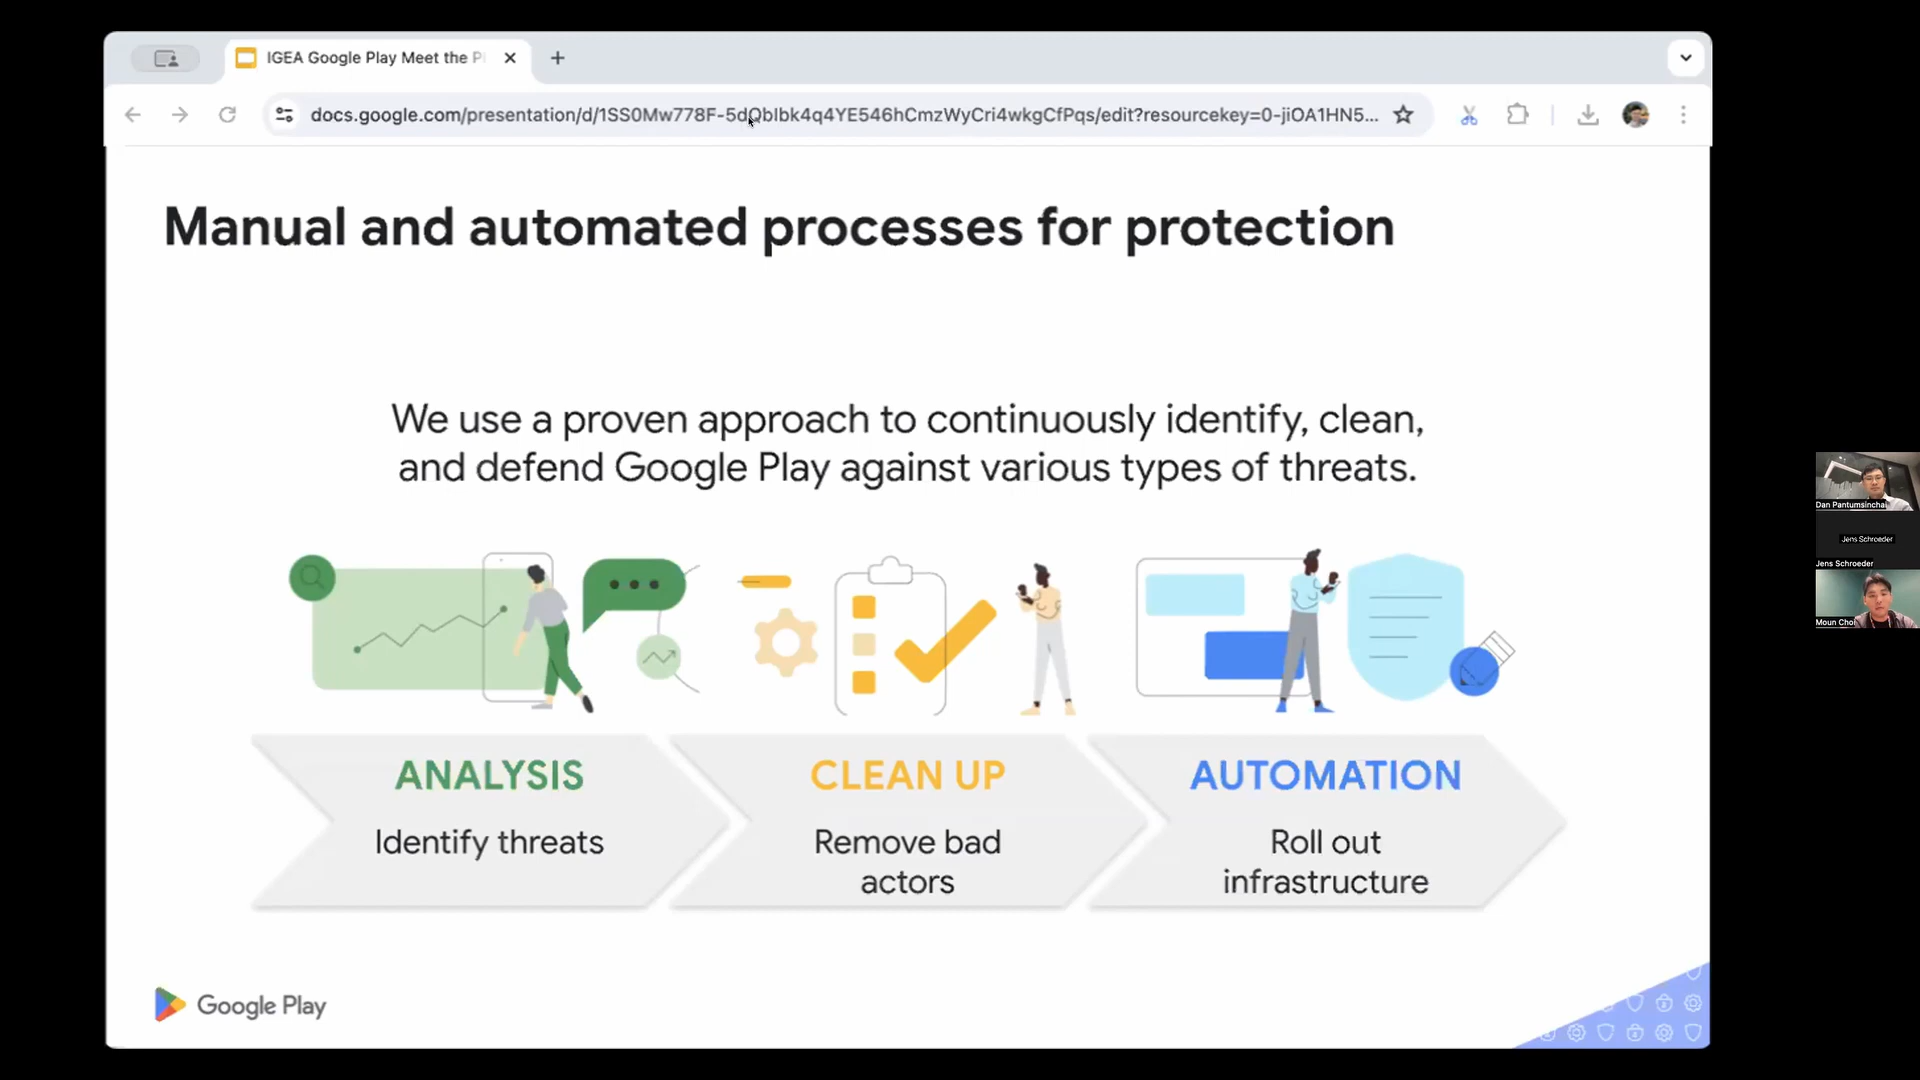 IGEA Google Play Meet the P
docs.google.com/presentation/d/1SS0Mw778F-5dQbIbk4q4YE546hCmzWyCri4wkgCfPqs/edit?resourcekey=0-jiOA1HN5...
Manual and automated processes for protection
We use a proven approach to continuously identify, clean,
and defend Google Play against various types of threats.
ANALYSIS
Identify threats
CLEAN UP
Remove bad
actors
AUTOMATION
Roll out
infrastructure
Google Play
Dan Pantumsinchai
Jens Schroeder
Jens Schroeder
Moun Choi